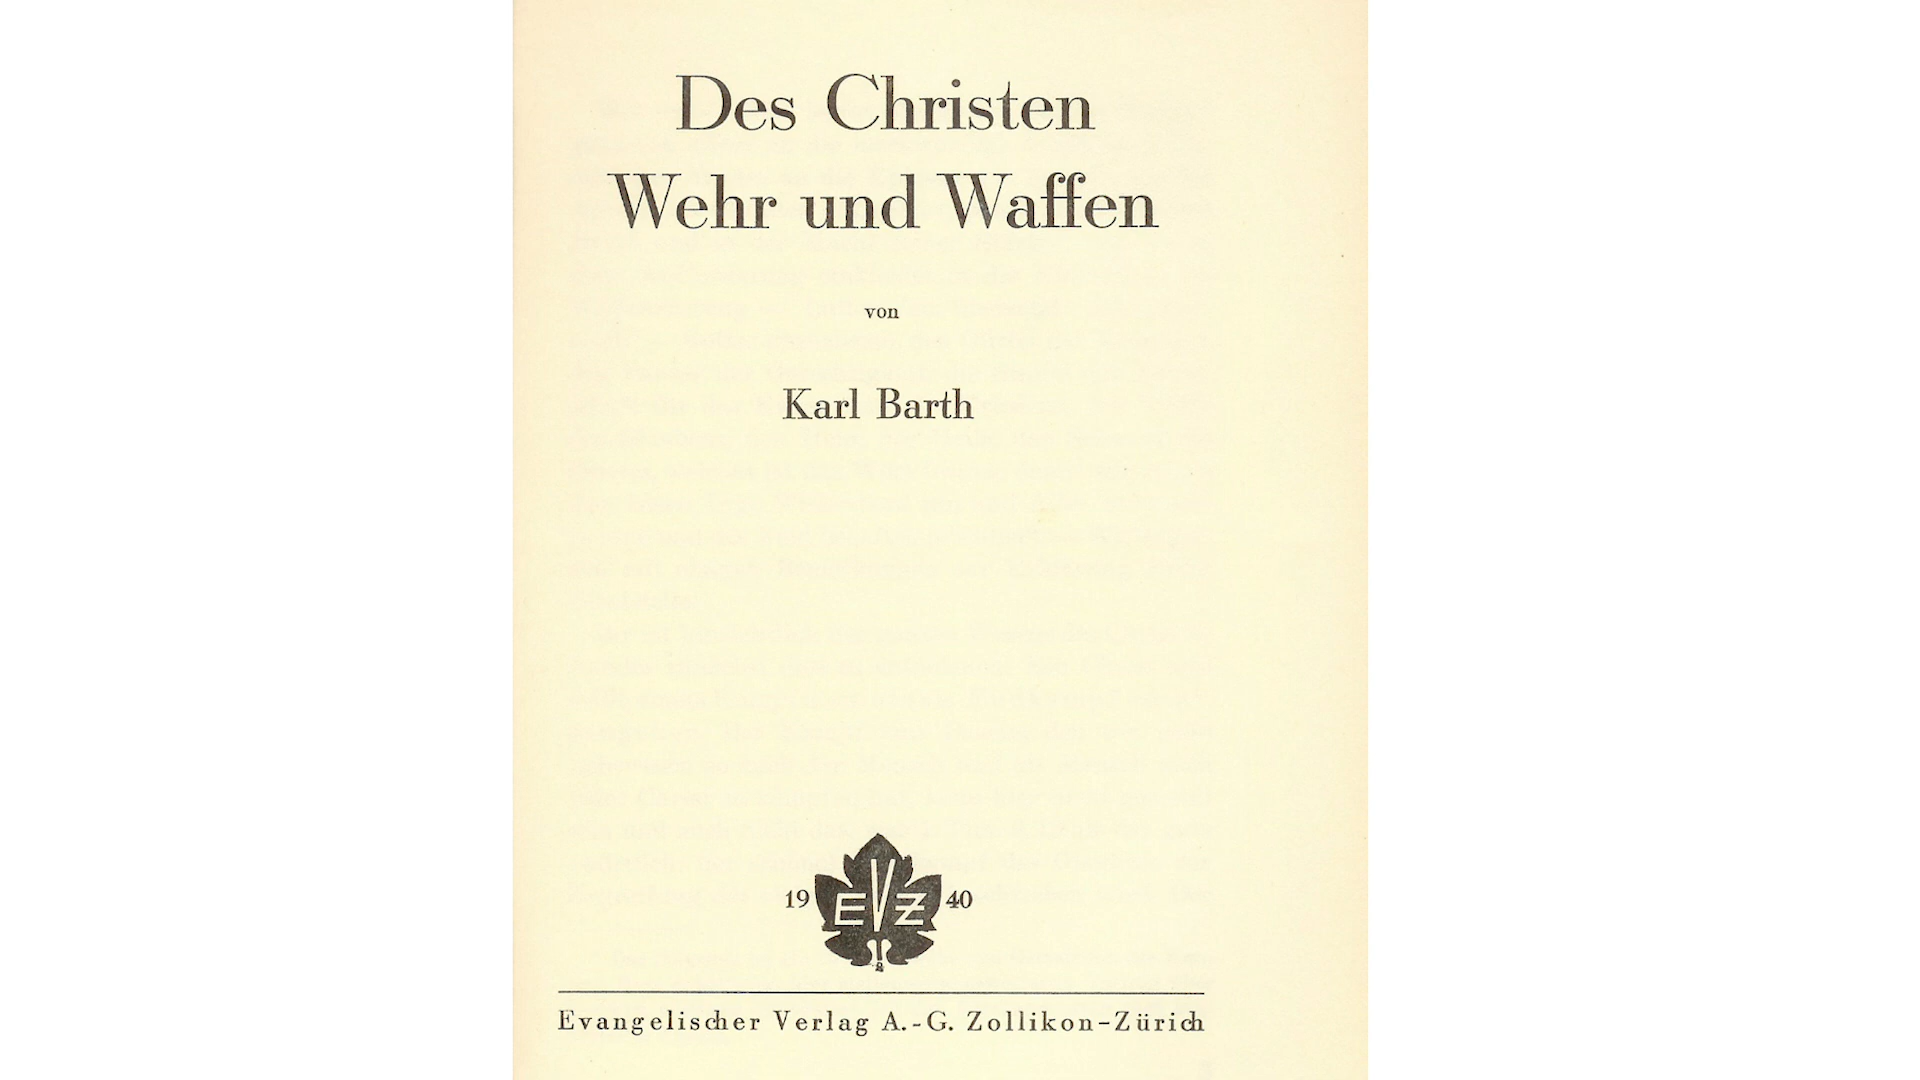 Des Christen
Wehr und Waffen
von
Karl Barth
19 EVZ 40
Evangelischer Verlag A.-G. Zollikon-Zürich